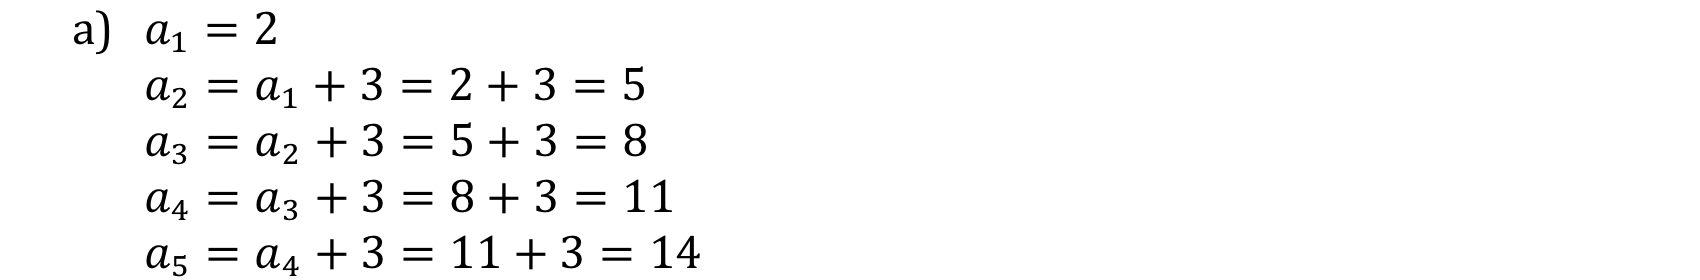 a) a₁ = 2
a₂ = a₁ + 3 = 2 + 3 = 5
a₃ = a₂ + 3 = 5 + 3 = 8
a₄ = a₃ + 3 = 8 + 3 = 11
a₅ = a₄ + 3 = 11 + 3 = 14